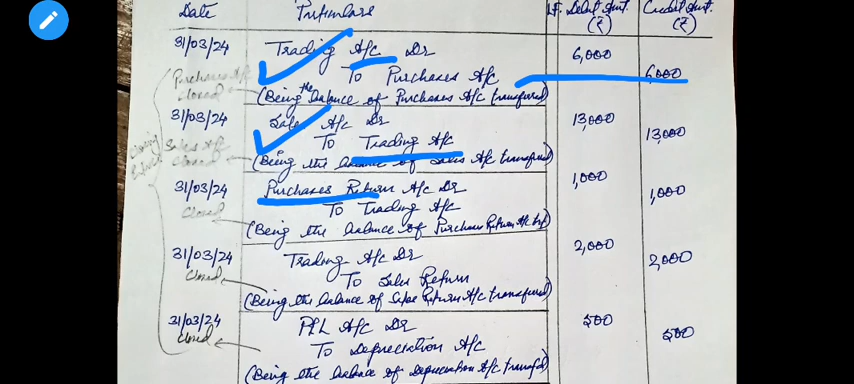 Date Particulars LF Debit Amt. (₹) Credit Amt. (₹)
31/03/24 Trading A/c Dr 6,000
To Purchases A/c 6,000
Purchases A/c closed
(Being the balance of Purchases A/c transferred)
31/03/24 Sales A/c Dr 13,000
To Trading A/c 13,000
Sales A/c closed
(Being the balance of Sales A/c transferred)
31/03/24 Purchases Return A/c Dr 1,000
To Trading A/c 1,000
closed
(Being the balance of Purchases Return A/c
31/03/24 Trading A/c Dr 2,000
To Sales Return 2,000
closed
(Being the balance of Sales Return A/c transferred)
31/03/24 P/L A/c Dr 500
To Depreciation A/c 500
closed
(Being the balance of Depreciation A/c